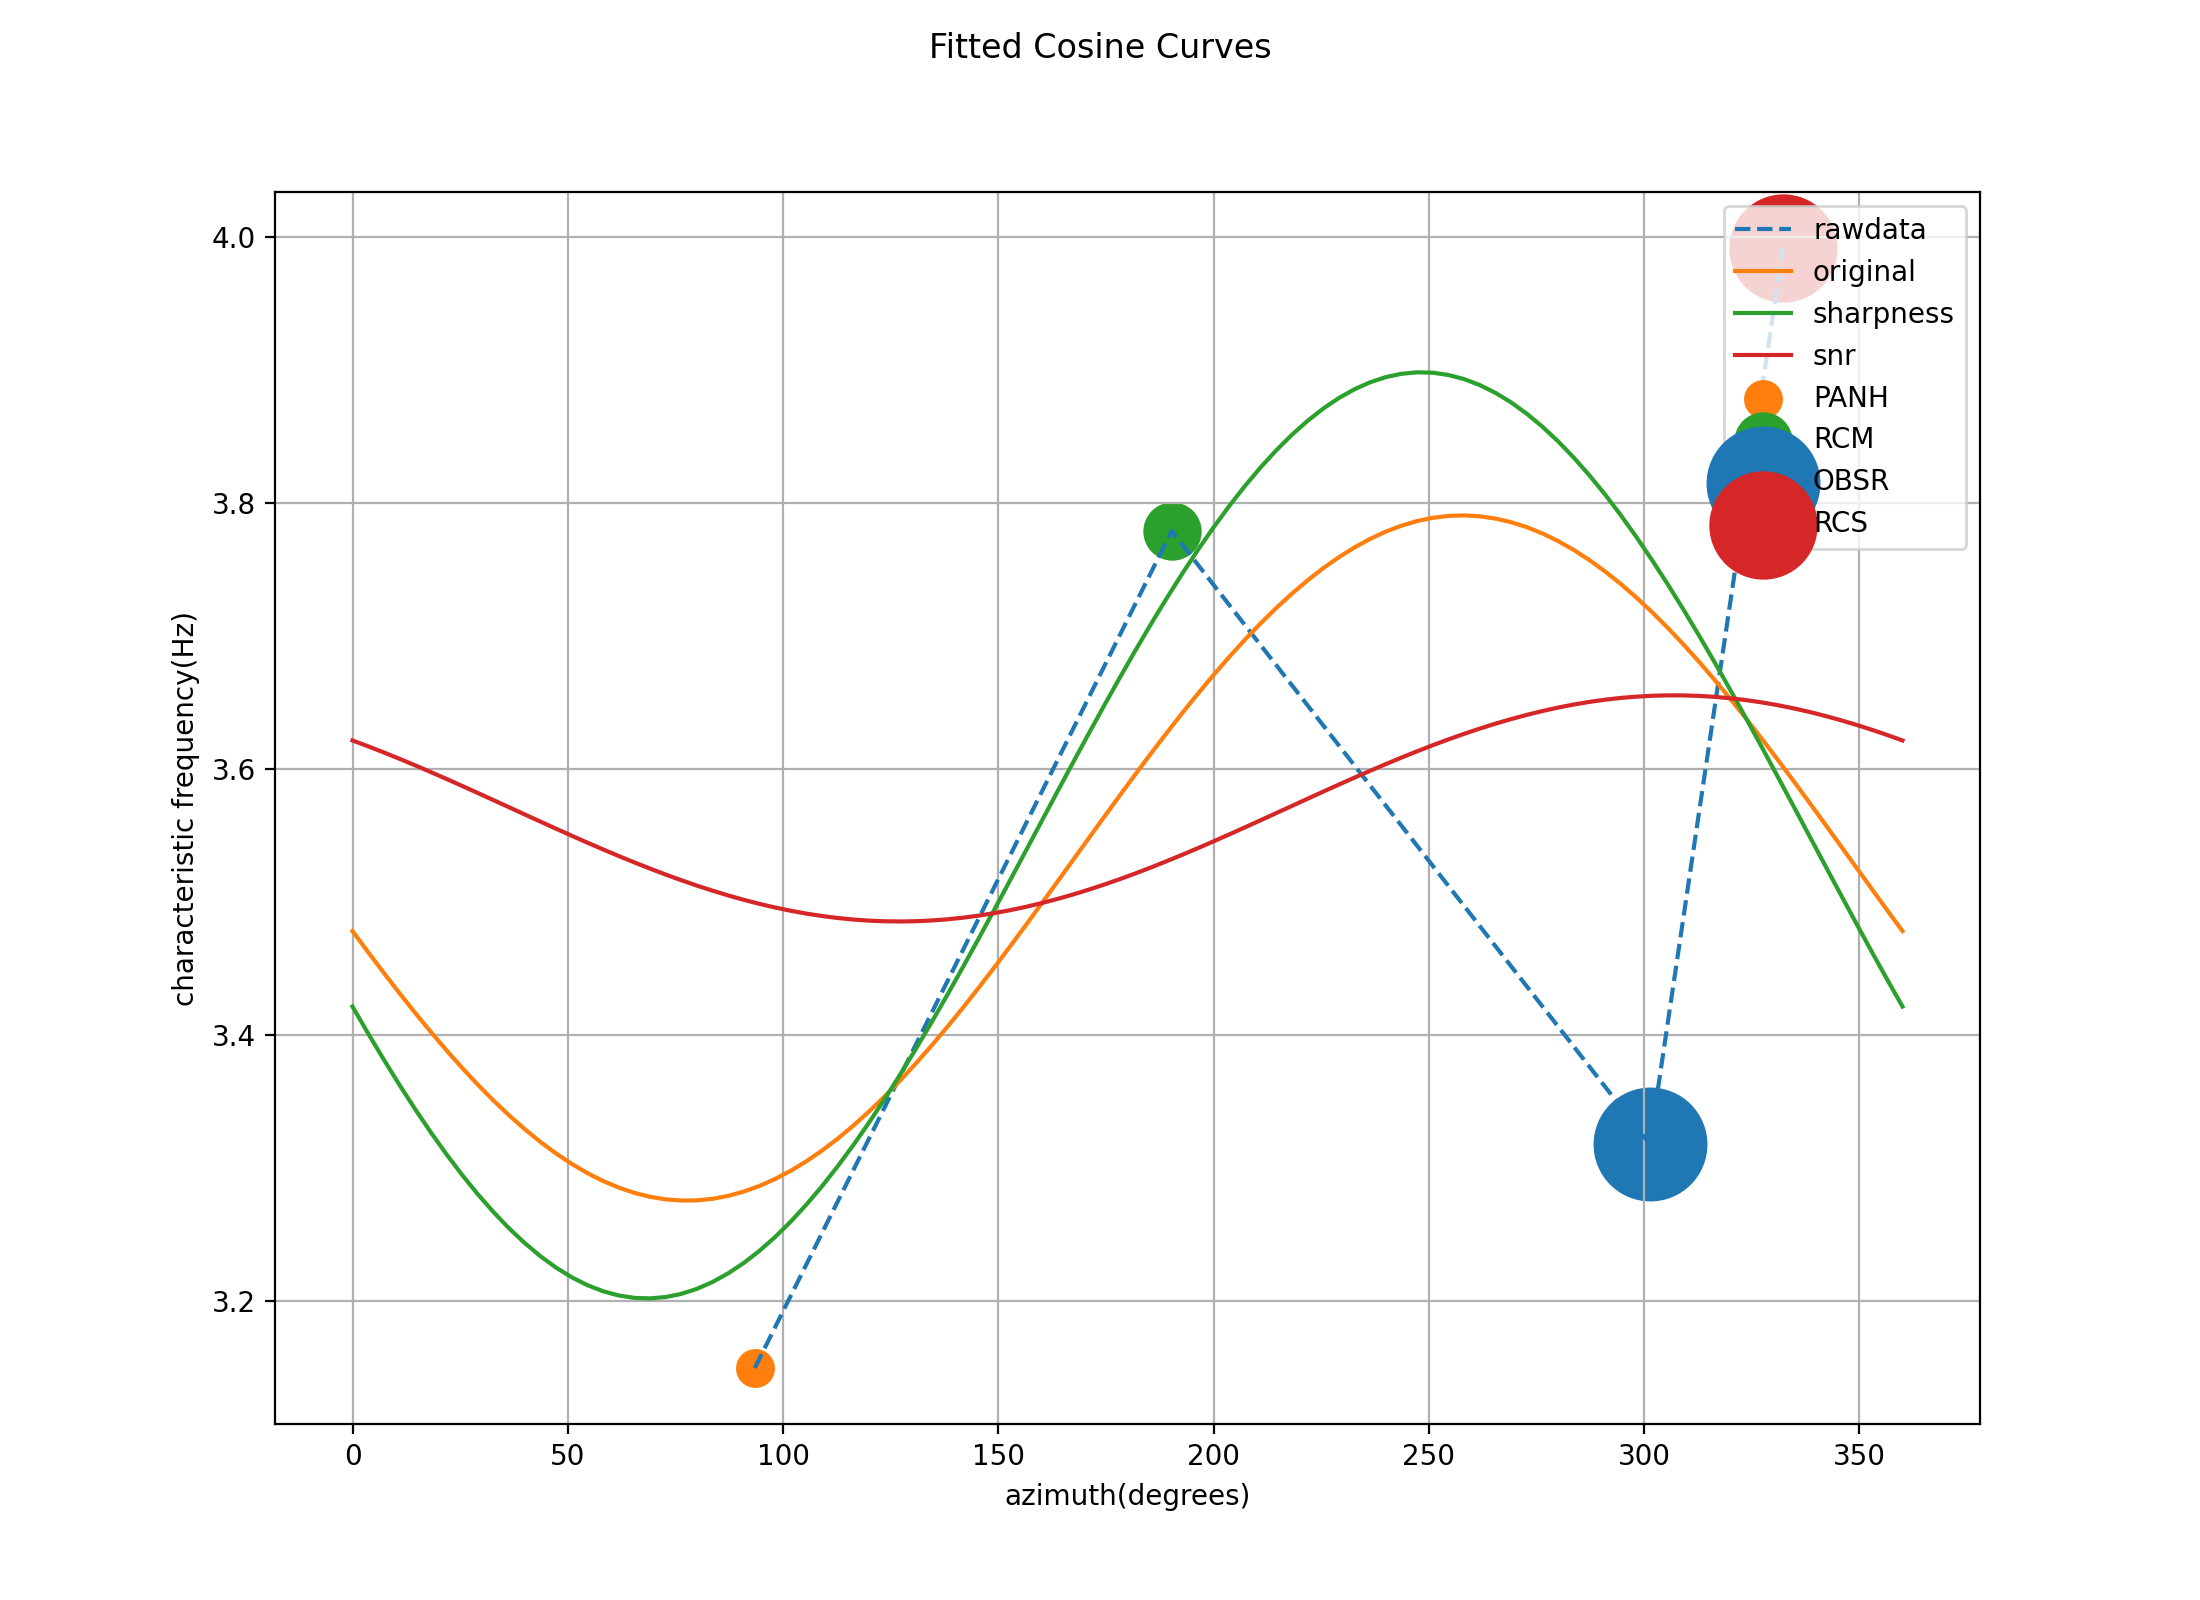 Fitted Cosine Curves
4.0
3.8
3.6
3.4
3.2
characteristic frequency(Hz)
rawdata
original
sharpness
snr
PANH
RCM
OBSR
RCS
0 50 100 150 200 250 300 350
azimuth(degrees)